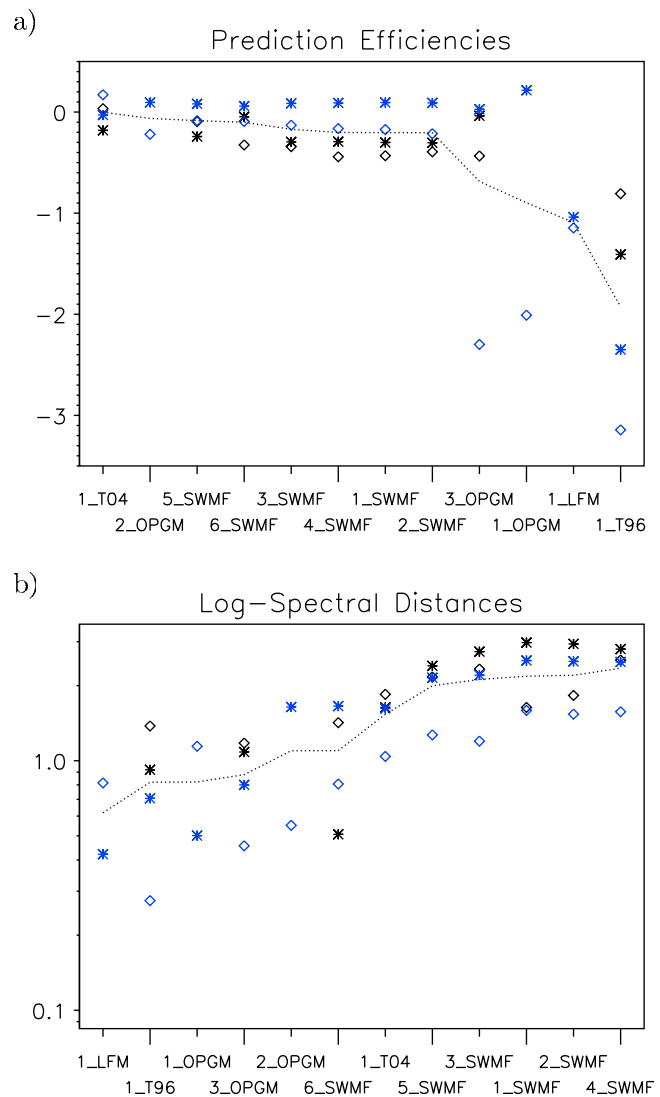 a)
Prediction Efficiencies
0
−1
−2
−3
1_T04 5_SWMF 3_SWMF 1_SWMF 3_OPGM 1_LFM
2_OPGM 6_SWMF 4_SWMF 2_SWMF 1_OPGM 1_T96
b)
Log−Spectral Distances
1.0
0.1
1_LFM 1_OPGM 2_OPGM 1_T04 3_SWMF 2_SWMF
1_T96 3_OPGM 6_SWMF 5_SWMF 1_SWMF 4_SWMF